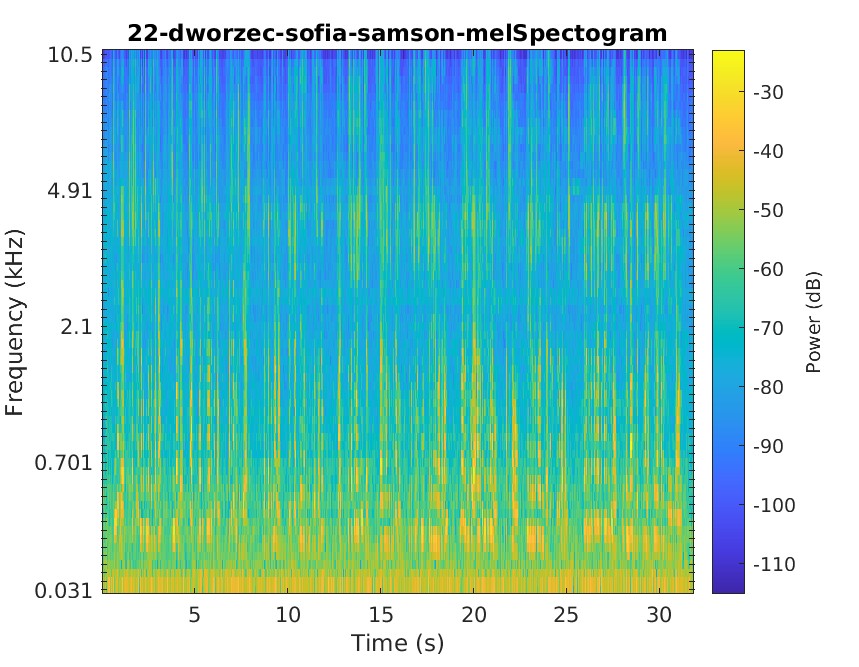 22-dworzec-sofia-samson-melSpectogram
10.5
4.91
2.1
0.701
0.031
Frequency (kHz)
5 10 15 20 25 30
Time (s)
-30
-40
-50
-60
-70
-80
-90
-100
-110
Power (dB)